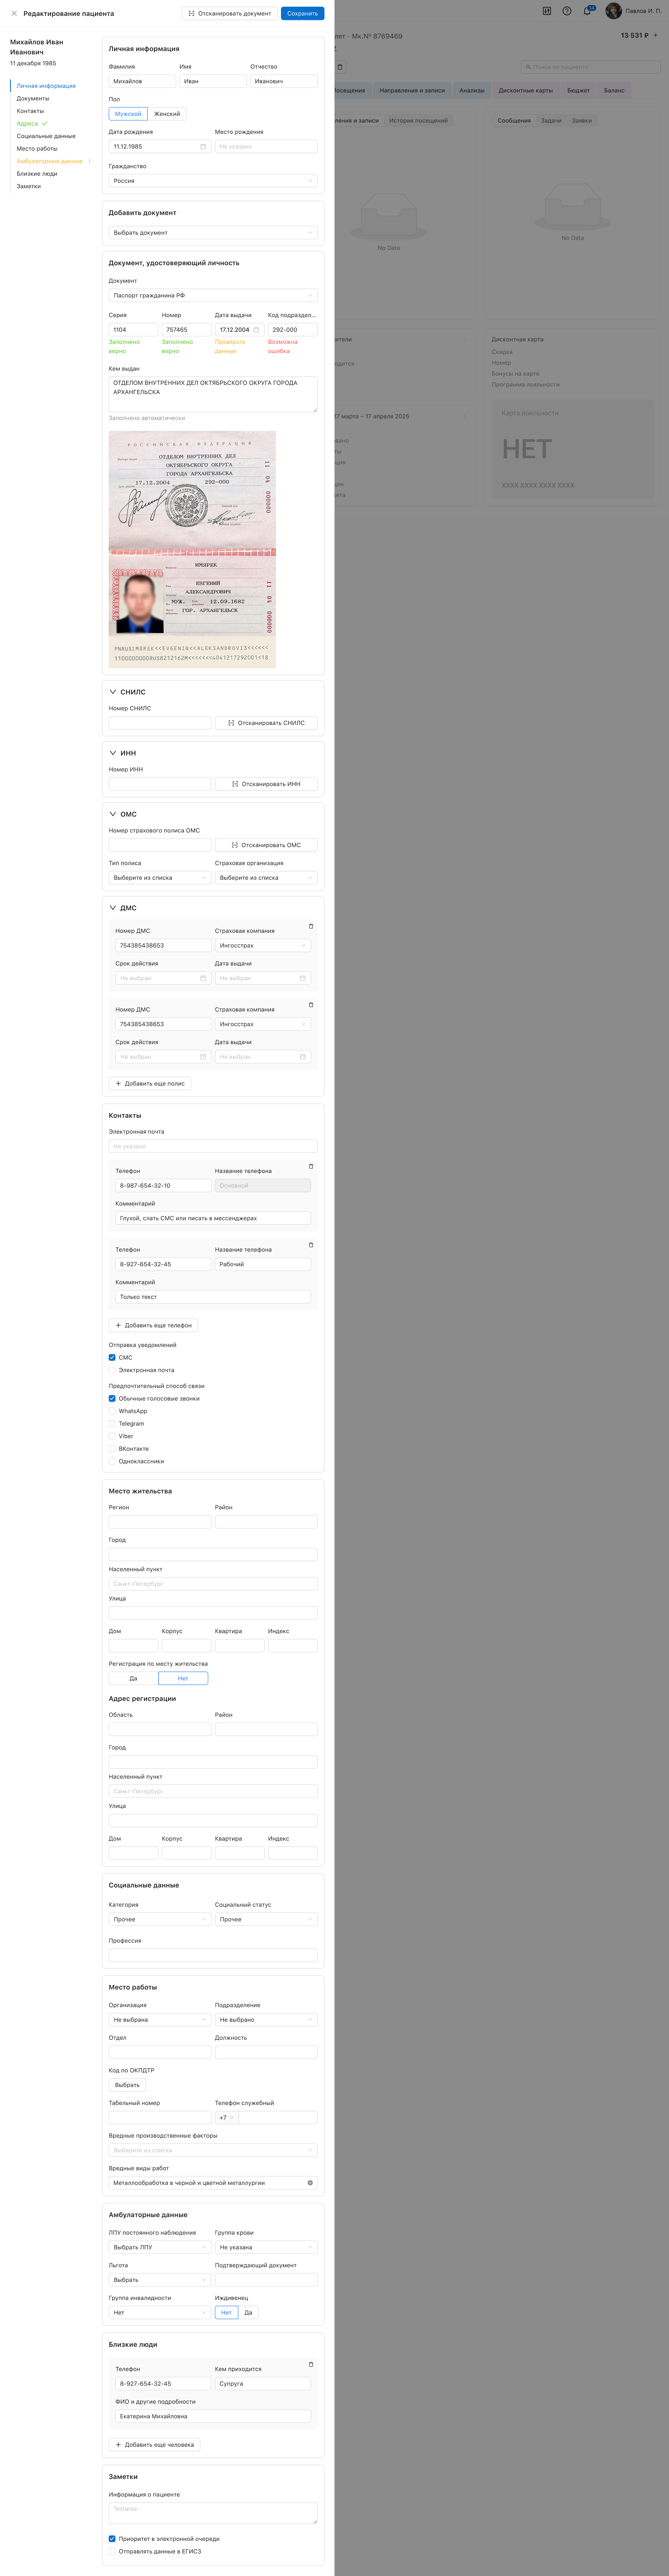 Редактирование пациента
Отсканировать документ
Сохранить
Павлов И. П.
Михайлов Иван
Иванович
11 декабря 1985
Личная информация
Документы
Контакты
Адреса
Социальные данные
Место работы
Амбулаторные данные
Близкие люди
Заметки
Личная информация
Фамилия
Имя
Отчество
Михайлов
Иван
Иванович
Пол
Мужской
Женский
Дата рождения
Место рождения
11.12.1985
Не указано
Гражданство
Россия
Добавить документ
Выбрать документ
Документ, удостоверяющий личность
Документ
Паспорт гражданина РФ
Серия
Номер
Дата выдачи
Код подраздел...
1104
757465
17.12.2004
292-000
Заполнено
верно
Заполнено
верно
Проверьте
данные
Возможна
ошибка
Кем выдан
ОТДЕЛОМ ВНУТРЕННИХ ДЕЛ ОКТЯБРЬСКОГО ОКРУГА ГОРОДА
АРХАНГЕЛЬСКА
Заполнено автоматически
РОССИЙСКАЯ ФЕДЕРАЦИЯ
ОТДЕЛОМ ВНУТРЕННИХ ДЕЛ
ОКТЯБРЬСКОГО ОКРУГА
ГОРОДА АРХАНГЕЛЬСКА
17.12.2004
292-000
ИМЯРЕК
ЕВГЕНИЙ
АЛЕКСАНДРОВИЧ
МУЖ.
12.09.1682
ГОР. АРХАНГЕЛЬСК
СНИЛС
Номер СНИЛС
Отсканировать СНИЛС
ИНН
Номер ИНН
Отсканировать ИНН
ОМС
Номер страхового полиса ОМС
Отсканировать ОМС
Тип полиса
Страховая организация
Выберите из списка
Выберите из списка
ДМС
Номер ДМС
Страховая компания
754385438653
Ингосстрах
Срок действия
Дата выдачи
Не выбран
Не выбран
Номер ДМС
Страховая компания
754385438653
Ингосстрах
Срок действия
Дата выдачи
Не выбран
Не выбран
Добавить еще полис
Контакты
Электронная почта
Не указано
Телефон
Название телефона
8-987-654-32-10
Основной
Комментарий
Глухой, слать СМС или писать в мессенджерах
Телефон
Название телефона
8-927-654-32-45
Рабочий
Комментарий
Только текст
Добавить еще телефон
Отправка уведомлений
СМС
Электронная почта
Предпочтительный способ связи
Обычные голосовые звонки
WhatsApp
Telegram
Viber
ВКонтакте
Одноклассники
Место жительства
Регион
Район
Город
Населенный пункт
Санкт-Петербург
Улица
Дом
Корпус
Квартира
Индекс
Регистрация по месту жительства
Да
Нет
Адрес регистрации
Область
Район
Город
Населенный пункт
Санкт-Петербург
Улица
Дом
Корпус
Квартира
Индекс
Социальные данные
Категория
Социальный статус
Прочее
Прочее
Профессия
Место работы
Организация
Подразделение
Не выбрана
Не выбрано
Отдел
Должность
Код по ОКПДТР
Выбрать
Табельный номер
Телефон служебный
+7
Вредные производственные факторы
Выберите из списка
Вредные виды работ
Металлообработка в черной и цветной металлургии
Амбулаторные данные
ЛПУ постоянного наблюдения
Группа крови
Выбрать ЛПУ
Не указана
Льгота
Подтверждающий документ
Выбрать
Группа инвалидности
Иждивенец
Нет
Нет
Да
Близкие люди
Телефон
Кем приходится
8-927-654-32-45
Супруга
ФИО и другие подробности
Екатерина Михайловна
Добавить еще человека
Заметки
Информация о пациенте
Textarea
Приоритет в электронной очереди
Отправлять данные в ЕГИСЗ
лет · Мк.№ 8769469
13 531 ₽
Поиск по пациенту
Посещения
Направления и записи
Анализы
Дисконтные карты
Бюджет
Баланс
ления и записи
История посещений
Сообщения
Задачи
Заявки
No Data
No Data
Дисконтная карта
Скидка
Номер
Бонусы на карте
Программа лояльности
17 марта – 17 апреля 2025
Карта лояльности
НЕТ
XXXX XXXX XXXX XXXX